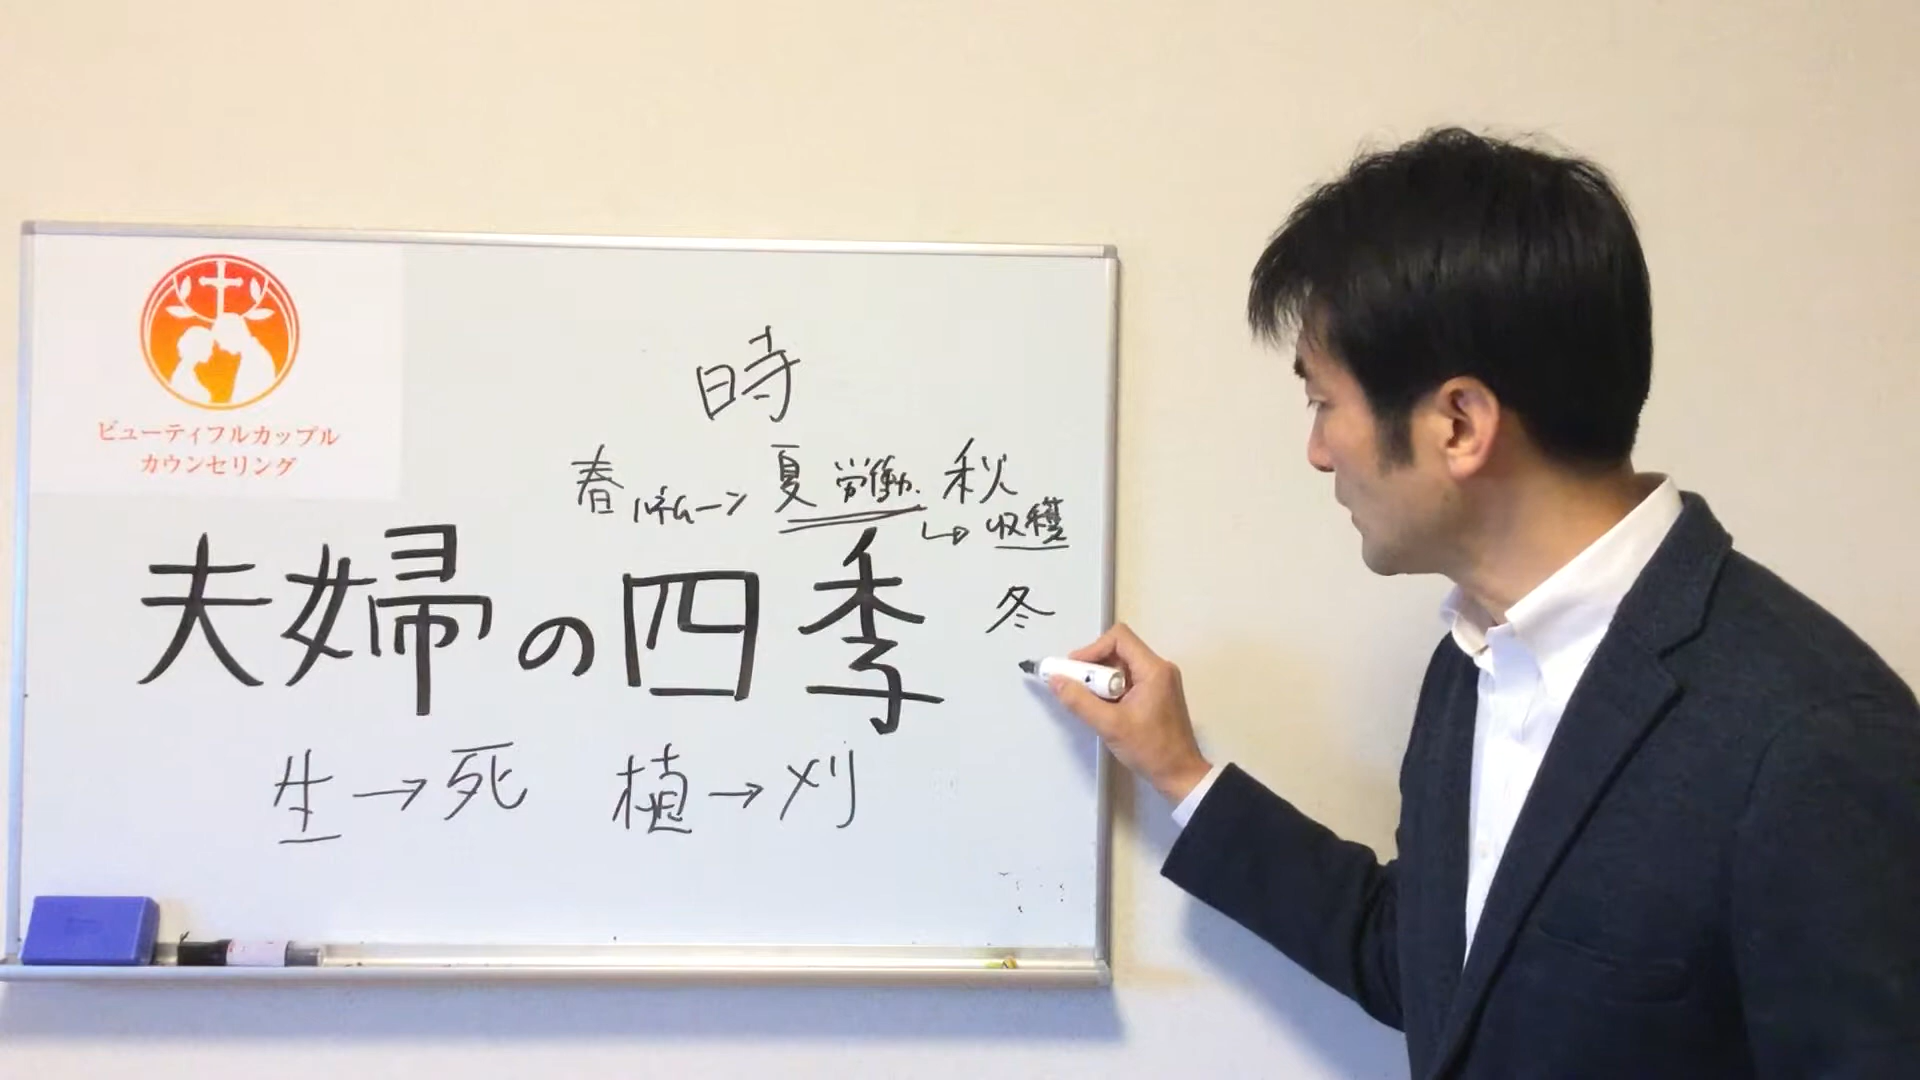 ビューティフルカップル
カウンセリング
時
春 ハネムーン 夏 労働 秋
↳ 収穫
夫婦の四季
冬
生→死 植→刈